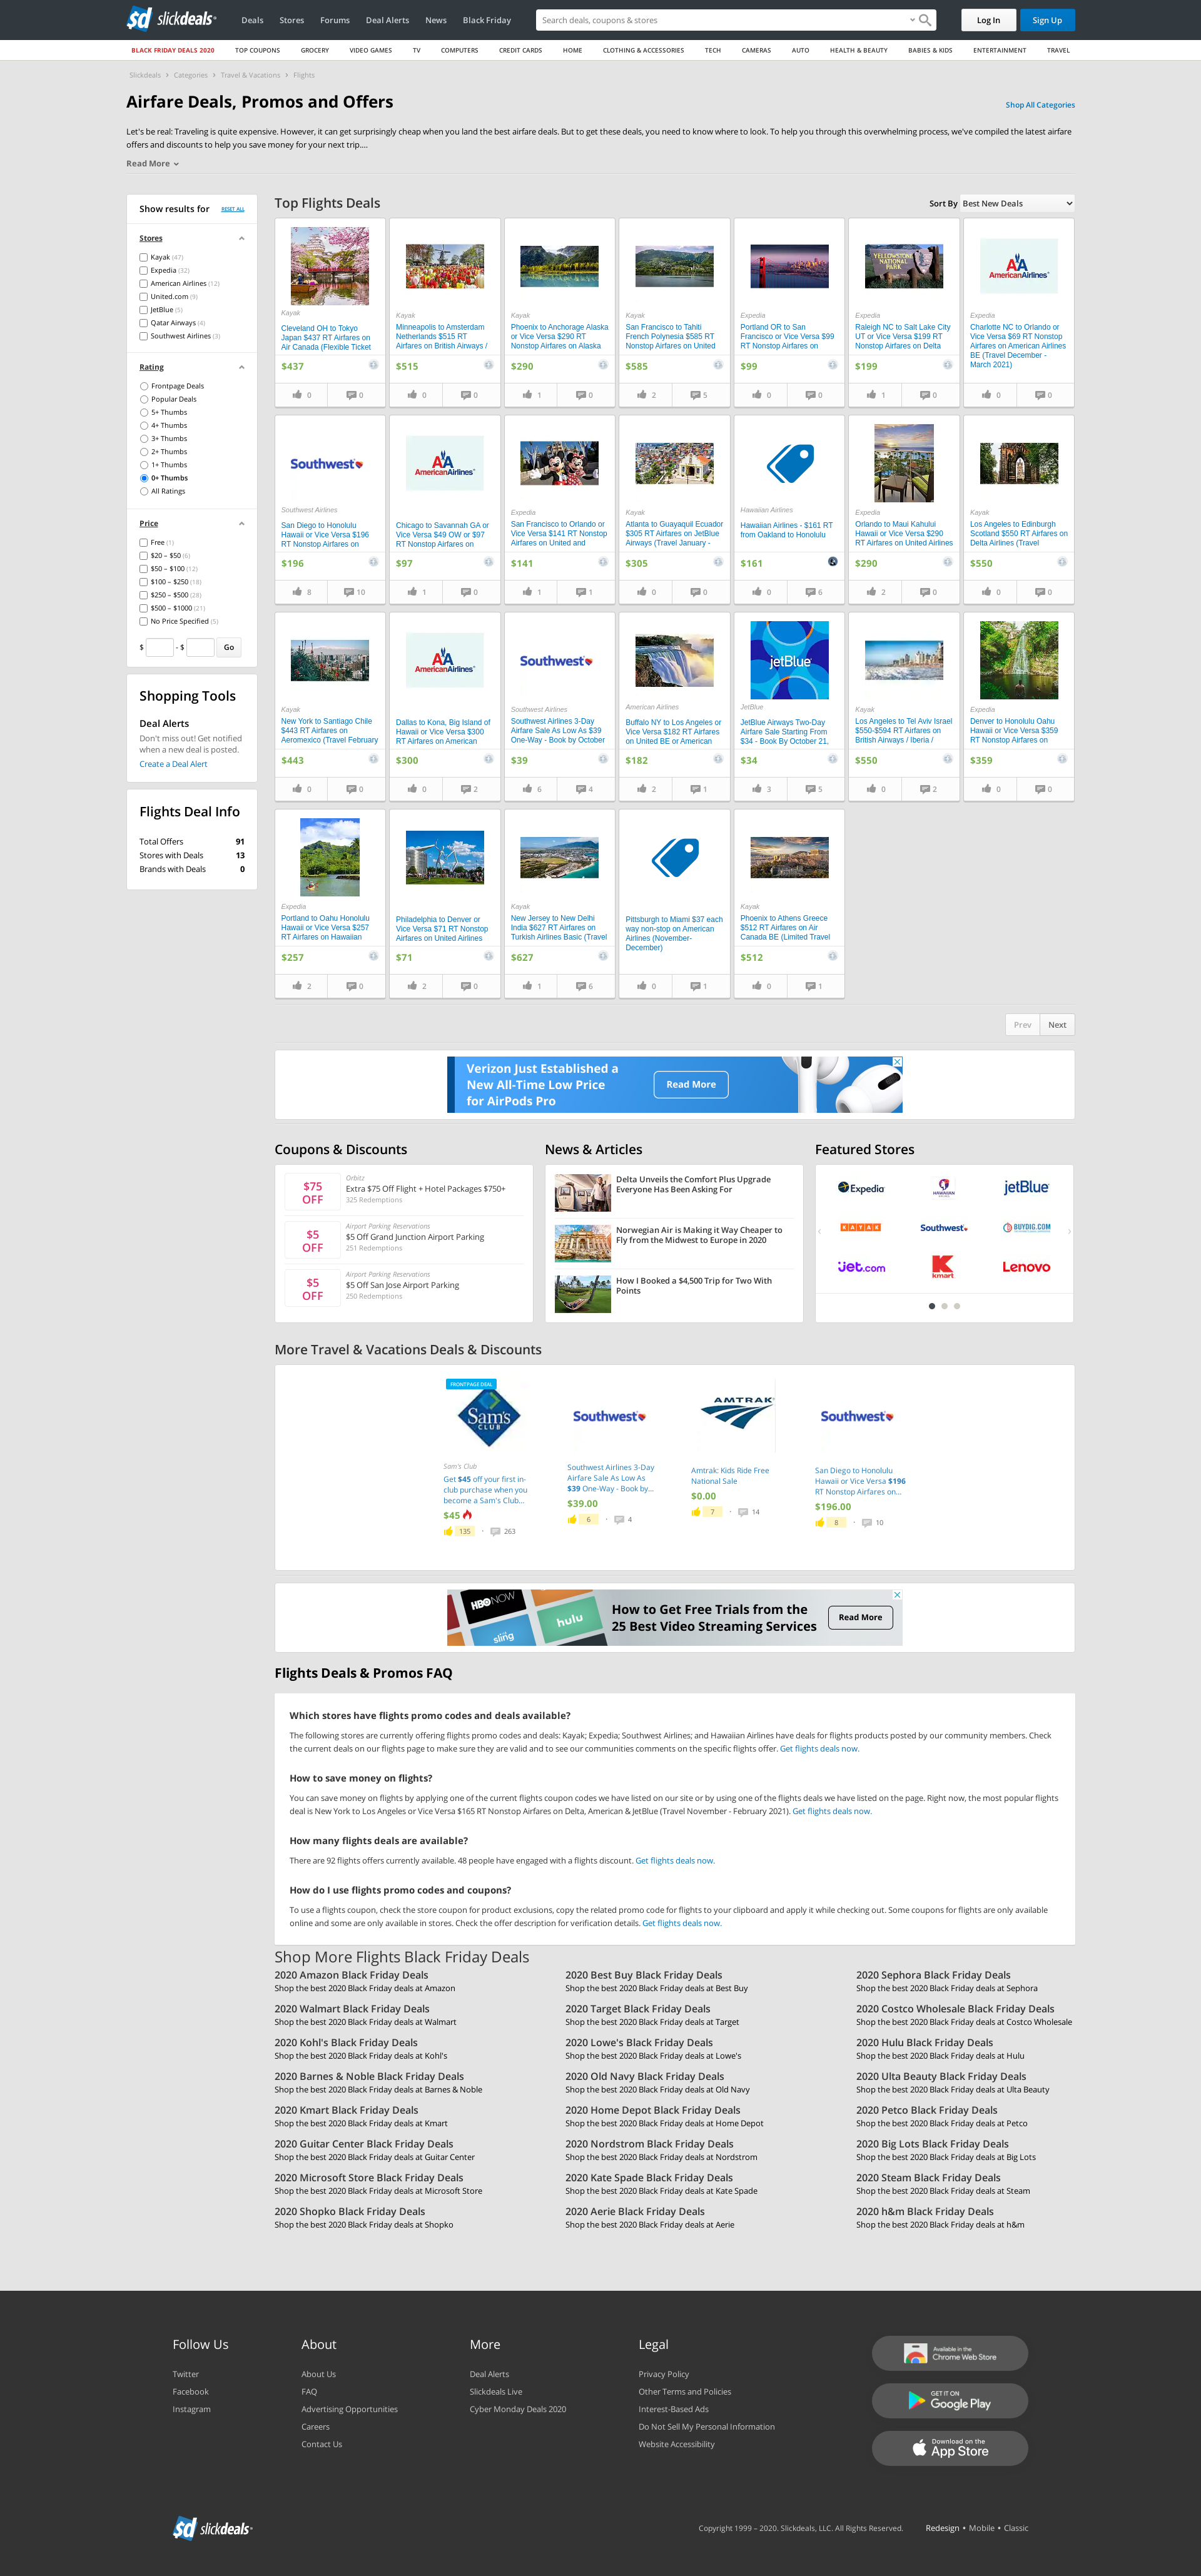 sd slickdeals
Deals Stores Forums Deal Alerts News Black Friday
Search deals, coupons & stores
Log In Sign Up
BLACK FRIDAY DEALS 2020 TOP COUPONS GROCERY VIDEO GAMES TV COMPUTERS CREDIT CARDS HOME CLOTHING & ACCESSORIES TECH CAMERAS AUTO HEALTH & BEAUTY BABIES & KIDS ENTERTAINMENT TRAVEL
Slickdeals > Categories > Travel & Vacations > Flights
Airfare Deals, Promos and Offers
Shop All Categories
Let's be real: Traveling is quite expensive. However, it can get surprisingly cheap when you land the best airfare deals. But to get these deals, you need to know where to look. To help you through this overwhelming process, we've compiled the latest airfare
offers and discounts to help you save money for your next trip....
Read More
Show results for RESET ALL
Stores
Kayak (47)
Expedia (32)
American Airlines (12)
United.com (9)
JetBlue (5)
Qatar Airways (4)
Southwest Airlines (3)
Rating
Frontpage Deals
Popular Deals
5+ Thumbs
4+ Thumbs
3+ Thumbs
2+ Thumbs
1+ Thumbs
0+ Thumbs
All Ratings
Price
Free (1)
$20 – $50 (6)
$50 – $100 (12)
$100 – $250 (18)
$250 – $500 (28)
$500 – $1000 (21)
No Price Specified (5)
$ - $ Go
Shopping Tools
Deal Alerts
Don't miss out! Get notified
when a new deal is posted.
Create a Deal Alert
Flights Deal Info
Total Offers 91
Stores with Deals 13
Brands with Deals 0
Top Flights Deals
Sort By Best New Deals
Kayak
Cleveland OH to Tokyo
Japan $437 RT Airfares on
Air Canada (Flexible Ticket
$437
0 0
Kayak
Minneapolis to Amsterdam
Netherlands $515 RT
Airfares on British Airways /
$515
0 0
Kayak
Phoenix to Anchorage Alaska
or Vice Versa $290 RT
Nonstop Airfares on Alaska
$290
1 0
Kayak
San Francisco to Tahiti
French Polynesia $585 RT
Nonstop Airfares on United
$585
2 5
Expedia
Portland OR to San
Francisco or Vice Versa $99
RT Nonstop Airfares on
$99
0 0
YELLOWSTONE
NATIONAL
PARK
Expedia
Raleigh NC to Salt Lake City
UT or Vice Versa $199 RT
Nonstop Airfares on Delta
$199
1 0
AA
AmericanAirlines
Expedia
Charlotte NC to Orlando or
Vice Versa $69 RT Nonstop
Airfares on American Airlines
BE (Travel December -
March 2021)
0 0
Southwest
Southwest Airlines
San Diego to Honolulu
Hawaii or Vice Versa $196
RT Nonstop Airfares on
$196
8 10
AA
AmericanAirlines
Chicago to Savannah GA or
Vice Versa $49 OW or $97
RT Nonstop Airfares on
$97
1 0
Expedia
San Francisco to Orlando or
Vice Versa $141 RT Nonstop
Airfares on United and
$141
1 1
Kayak
Atlanta to Guayaquil Ecuador
$305 RT Airfares on JetBlue
Airways (Travel January -
$305
0 0
Hawaiian Airlines
Hawaiian Airlines - $161 RT
from Oakland to Honolulu
$161
0 6
Expedia
Orlando to Maui Kahului
Hawaii or Vice Versa $290
RT Airfares on United Airlines
$290
2 0
Kayak
Los Angeles to Edinburgh
Scotland $550 RT Airfares on
Delta Airlines (Travel
$550
0 0
Kayak
New York to Santiago Chile
$443 RT Airfares on
Aeromexico (Travel February
$443
0 0
AA
AmericanAirlines
Dallas to Kona, Big Island of
Hawaii or Vice Versa $300
RT Airfares on American
$300
0 2
Southwest
Southwest Airlines
Southwest Airlines 3-Day
Airfare Sale As Low As $39
One-Way - Book by October
$39
6 4
American Airlines
Buffalo NY to Los Angeles or
Vice Versa $182 RT Airfares
on United BE or American
$182
2 1
jetBlue
JetBlue
JetBlue Airways Two-Day
Airfare Sale Starting From
$34 - Book By October 21,
$34
3 5
Kayak
Los Angeles to Tel Aviv Israel
$550-$594 RT Airfares on
British Airways / Iberia /
$550
0 2
Expedia
Denver to Honolulu Oahu
Hawaii or Vice Versa $359
RT Nonstop Airfares on
$359
0 0
Expedia
Portland to Oahu Honolulu
Hawaii or Vice Versa $257
RT Airfares on Hawaiian
$257
2 0
Philadelphia to Denver or
Vice Versa $71 RT Nonstop
Airfares on United Airlines
$71
2 0
Kayak
New Jersey to New Delhi
India $627 RT Airfares on
Turkish Airlines Basic (Travel
$627
1 6
Pittsburgh to Miami $37 each
way non-stop on American
Airlines (November-
December)
0 1
Kayak
Phoenix to Athens Greece
$512 RT Airfares on Air
Canada BE (Limited Travel
$512
0 1
Prev Next
Verizon Just Established a
New All-Time Low Price
for AirPods Pro
Read More
Coupons & Discounts
$75
OFF
Orbitz
Extra $75 Off Flight + Hotel Packages $750+
325 Redemptions
$5
OFF
Airport Parking Reservations
$5 Off Grand Junction Airport Parking
251 Redemptions
$5
OFF
Airport Parking Reservations
$5 Off San Jose Airport Parking
250 Redemptions
News & Articles
Delta Unveils the Comfort Plus Upgrade
Everyone Has Been Asking For
Norwegian Air is Making it Way Cheaper to
Fly from the Midwest to Europe in 2020
How I Booked a $4,500 Trip for Two With
Points
Featured Stores
Expedia HAWAIIAN jetBlue
KAYAK Southwest BUYDIG.COM
jet.com Kmart Lenovo
More Travel & Vacations Deals & Discounts
FRONTPAGE DEAL
Sam's
CLUB
Sam's Club
Get $45 off your first in-
club purchase when you
become a Sam's Club...
$45
135 · 263
Southwest
Southwest Airlines 3-Day
Airfare Sale As Low As
$39 One-Way - Book by...
$39.00
6 · 4
AMTRAK
Amtrak: Kids Ride Free
National Sale
$0.00
7 · 14
Southwest
San Diego to Honolulu
Hawaii or Vice Versa $196
RT Nonstop Airfares on...
$196.00
8 · 10
HBO NOW
hulu
sling
How to Get Free Trials from the
25 Best Video Streaming Services
Read More
Flights Deals & Promos FAQ
Which stores have flights promo codes and deals available?
The following stores are currently offering flights promo codes and deals: Kayak; Expedia; Southwest Airlines; and Hawaiian Airlines have deals for flights products posted by our community members. Check
the current deals on our flights page to make sure they are valid and to see our communities comments on the specific flights offer. Get flights deals now.
How to save money on flights?
You can save money on flights by applying one of the current flights coupon codes we have listed on our site or by using one of the flights deals we have listed on the page. Right now, the most popular flights
deal is New York to Los Angeles or Vice Versa $165 RT Nonstop Airfares on Delta, American & JetBlue (Travel November - February 2021). Get flights deals now.
How many flights deals are available?
There are 92 flights offers currently available. 48 people have engaged with a flights discount. Get flights deals now.
How do I use flights promo codes and coupons?
To use a flights coupon, check the store coupon for product exclusions, copy the related promo code for flights to your clipboard and apply it while checking out. Some coupons for flights are only available
online and some are only available in stores. Check the offer description for verification details. Get flights deals now.
Shop More Flights Black Friday Deals
2020 Amazon Black Friday Deals
Shop the best 2020 Black Friday deals at Amazon
2020 Best Buy Black Friday Deals
Shop the best 2020 Black Friday deals at Best Buy
2020 Sephora Black Friday Deals
Shop the best 2020 Black Friday deals at Sephora
2020 Walmart Black Friday Deals
Shop the best 2020 Black Friday deals at Walmart
2020 Target Black Friday Deals
Shop the best 2020 Black Friday deals at Target
2020 Costco Wholesale Black Friday Deals
Shop the best 2020 Black Friday deals at Costco Wholesale
2020 Kohl's Black Friday Deals
Shop the best 2020 Black Friday deals at Kohl's
2020 Lowe's Black Friday Deals
Shop the best 2020 Black Friday deals at Lowe's
2020 Hulu Black Friday Deals
Shop the best 2020 Black Friday deals at Hulu
2020 Barnes & Noble Black Friday Deals
Shop the best 2020 Black Friday deals at Barnes & Noble
2020 Old Navy Black Friday Deals
Shop the best 2020 Black Friday deals at Old Navy
2020 Ulta Beauty Black Friday Deals
Shop the best 2020 Black Friday deals at Ulta Beauty
2020 Kmart Black Friday Deals
Shop the best 2020 Black Friday deals at Kmart
2020 Home Depot Black Friday Deals
Shop the best 2020 Black Friday deals at Home Depot
2020 Petco Black Friday Deals
Shop the best 2020 Black Friday deals at Petco
2020 Guitar Center Black Friday Deals
Shop the best 2020 Black Friday deals at Guitar Center
2020 Nordstrom Black Friday Deals
Shop the best 2020 Black Friday deals at Nordstrom
2020 Big Lots Black Friday Deals
Shop the best 2020 Black Friday deals at Big Lots
2020 Microsoft Store Black Friday Deals
Shop the best 2020 Black Friday deals at Microsoft Store
2020 Kate Spade Black Friday Deals
Shop the best 2020 Black Friday deals at Kate Spade
2020 Steam Black Friday Deals
Shop the best 2020 Black Friday deals at Steam
2020 Shopko Black Friday Deals
Shop the best 2020 Black Friday deals at Shopko
2020 Aerie Black Friday Deals
Shop the best 2020 Black Friday deals at Aerie
2020 h&m Black Friday Deals
Shop the best 2020 Black Friday deals at h&m
Follow Us
Twitter
Facebook
Instagram
About
About Us
FAQ
Advertising Opportunities
Careers
Contact Us
More
Deal Alerts
Slickdeals Live
Cyber Monday Deals 2020
Legal
Privacy Policy
Other Terms and Policies
Interest-Based Ads
Do Not Sell My Personal Information
Website Accessibility
Available in the
Chrome Web Store
GET IT ON
Google Play
Download on the
App Store
sd slickdeals
Copyright 1999 – 2020. Slickdeals, LLC. All Rights Reserved.
Redesign • Mobile • Classic